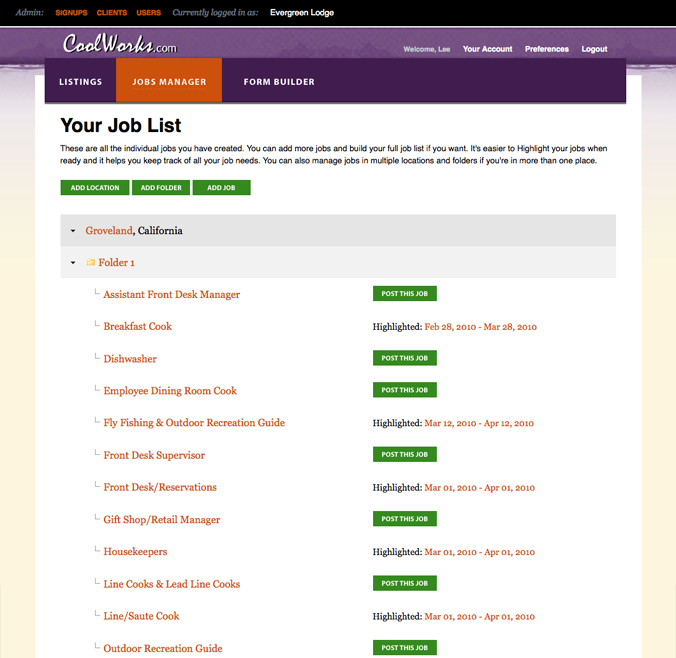 Admin: SIGNUPS CLIENTS USERS Currently logged in as: Evergreen Lodge
CoolWorks.com
Welcome, Lee Your Account Preferences Logout
LISTINGS JOBS MANAGER FORM BUILDER
Your Job List
These are all the individual jobs you have created. You can add more jobs and build your full job list if you want. It's easier to Highlight your jobs when
ready and it helps you keep track of all your job needs. You can also manage jobs in multiple locations and folders if you're in more than one place.
ADD LOCATION ADD FOLDER ADD JOB
Groveland, California
Folder 1
Assistant Front Desk Manager POST THIS JOB
Breakfast Cook Highlighted: Feb 28, 2010 - Mar 28, 2010
Dishwasher POST THIS JOB
Employee Dining Room Cook POST THIS JOB
Fly Fishing & Outdoor Recreation Guide Highlighted: Mar 12, 2010 - Apr 12, 2010
Front Desk Supervisor POST THIS JOB
Front Desk/Reservations Highlighted: Mar 01, 2010 - Apr 01, 2010
Gift Shop/Retail Manager POST THIS JOB
Housekeepers Highlighted: Mar 01, 2010 - Apr 01, 2010
Line Cooks & Lead Line Cooks POST THIS JOB
Line/Saute Cook Highlighted: Mar 01, 2010 - Apr 01, 2010
Outdoor Recreation Guide POST THIS JOB